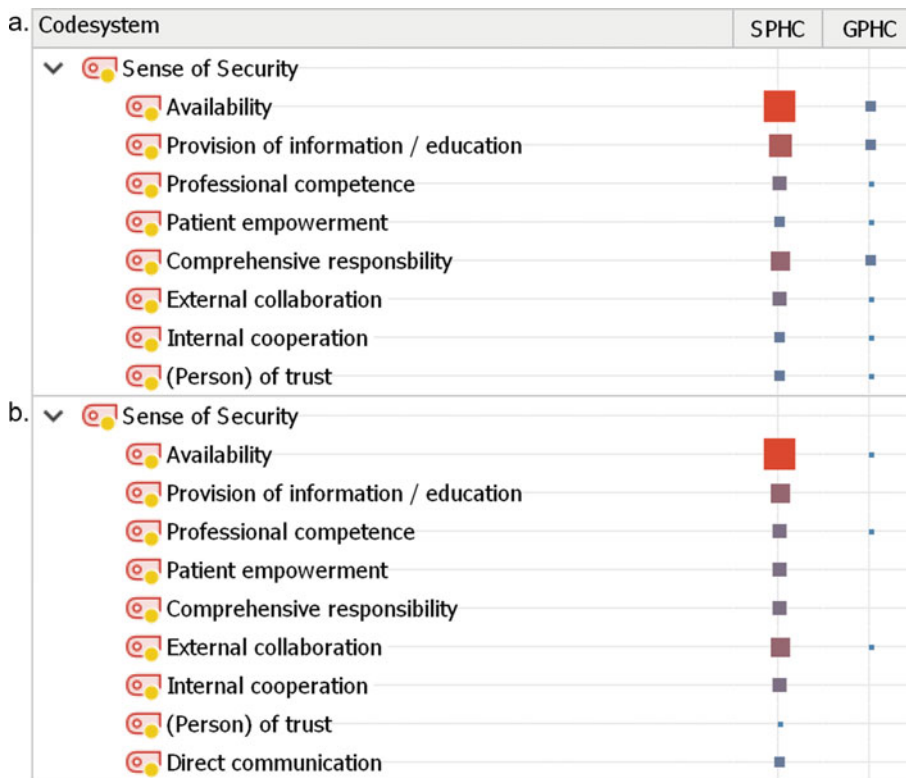 a. Codesystem SPHC GPHC
Sense of Security
Availability
Provision of information / education
Professional competence
Patient empowerment
Comprehensive responsbility
External collaboration
Internal cooperation
(Person) of trust
b. Sense of Security
Availability
Provision of information / education
Professional competence
Patient empowerment
Comprehensive responsibility
External collaboration
Internal cooperation
(Person) of trust
Direct communication